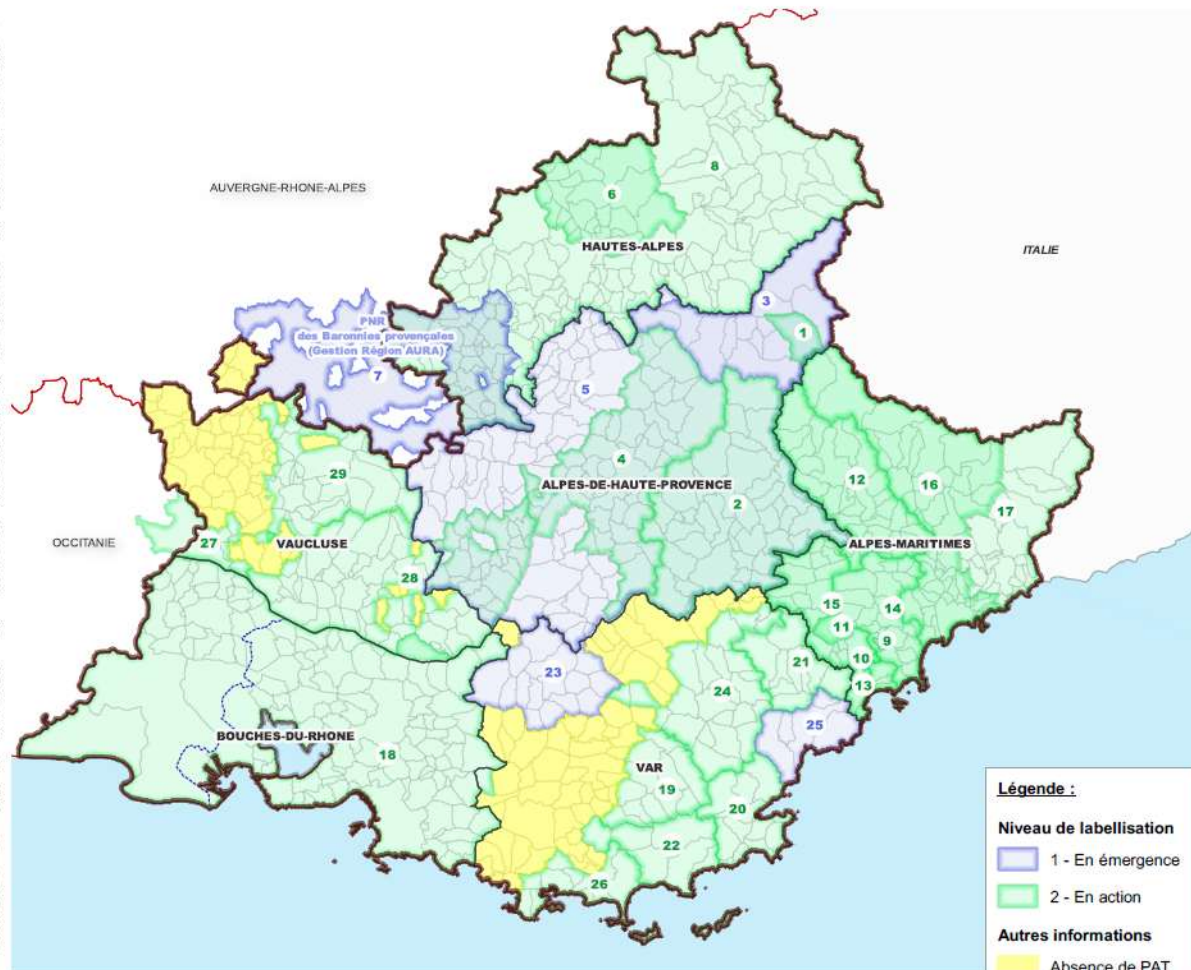 8
AUVERGNE-RHONE-ALPES
6
HAUTES-ALPES
ITALIE
3
PNR
des Baronnies provençales
(Gestion Région AURA)
7
1
5
4
29
ALPES-DE-HAUTE-PROVENCE
12
16
2
17
OCCITANIE
27
VAUCLUSE
ALPES-MARITIMES
28
15
14
11
9
10
13
23
21
24
25
BOUCHES-DU-RHONE
18
VAR
19
20
22
26
Légende :
Niveau de labellisation
1 - En émergence
2 - En action
Autres informations
Absence de PAT